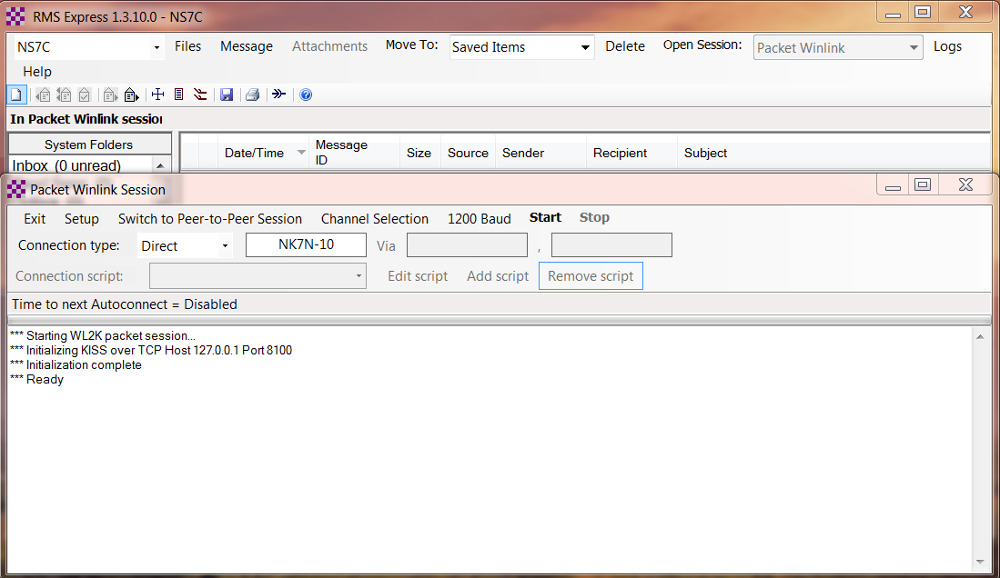 RMS Express 1.3.10.0 - NS7C
NS7C Files Message Attachments Move To: Saved Items Delete Open Session: Packet Winlink Logs
Help
In Packet Winlink session
System Folders
Inbox (0 unread)
Date/Time Message ID Size Source Sender Recipient Subject
Packet Winlink Session
Exit Setup Switch to Peer-to-Peer Session Channel Selection 1200 Baud Start Stop
Connection type: Direct NK7N-10 Via ,
Connection script: Edit script Add script Remove script
Time to next Autoconnect = Disabled
*** Starting WL2K packet session...
*** Initializing KISS over TCP Host 127.0.0.1 Port 8100
*** Initialization complete
*** Ready